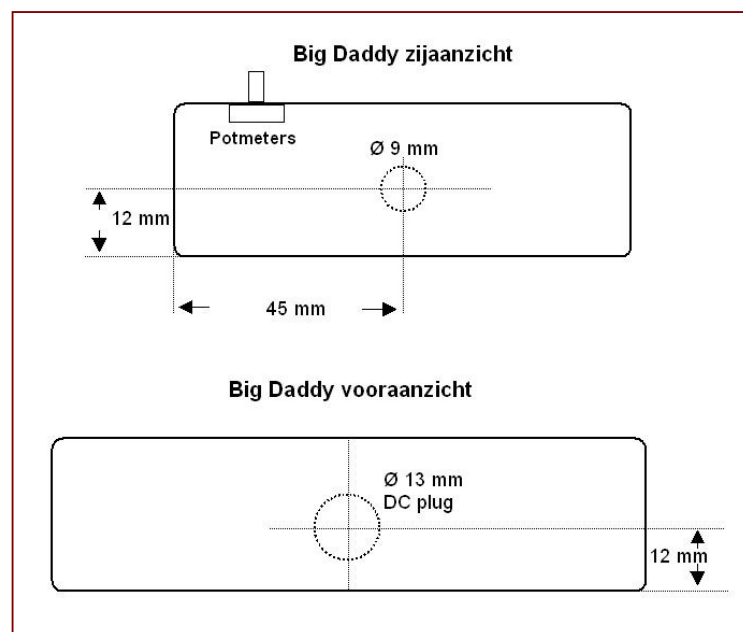 Big Daddy zijaanzicht
Potmeters
Ø 9 mm
12 mm
45 mm
Big Daddy vooraanzicht
Ø 13 mm
DC plug
12 mm